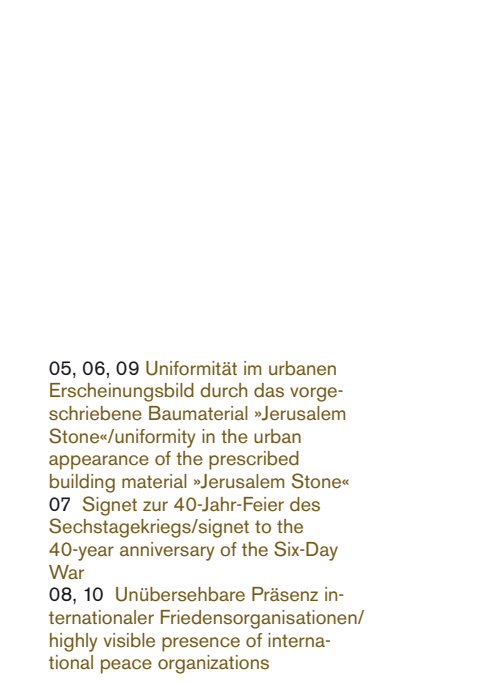 05, 06, 09 Uniformität im urbanen
Erscheinungsbild durch das vorge-
schriebene Baumaterial »Jerusalem
Stone«/uniformity in the urban
appearance of the prescribed
building material »Jerusalem Stone«
07 Signet zur 40-Jahr-Feier des
Sechstagekriegs/signet to the
40-year anniversary of the Six-Day
War
08, 10 Unübersehbare Präsenz in-
ternationaler Friedensorganisationen/
highly visible presence of interna-
tional peace organizations